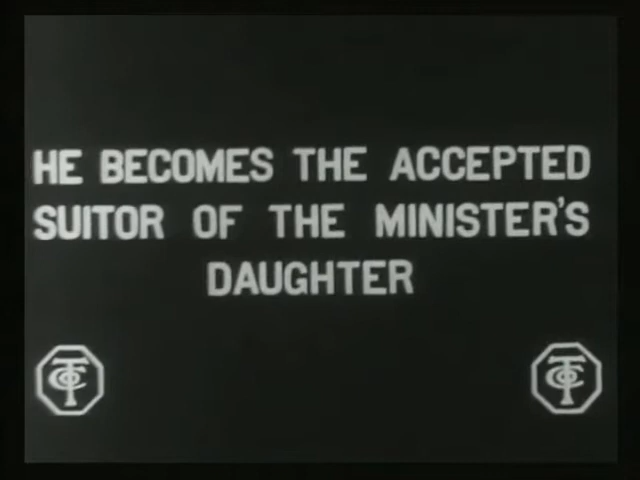 HE BECOMES THE ACCEPTED
SUITOR OF THE MINISTER'S
DAUGHTER